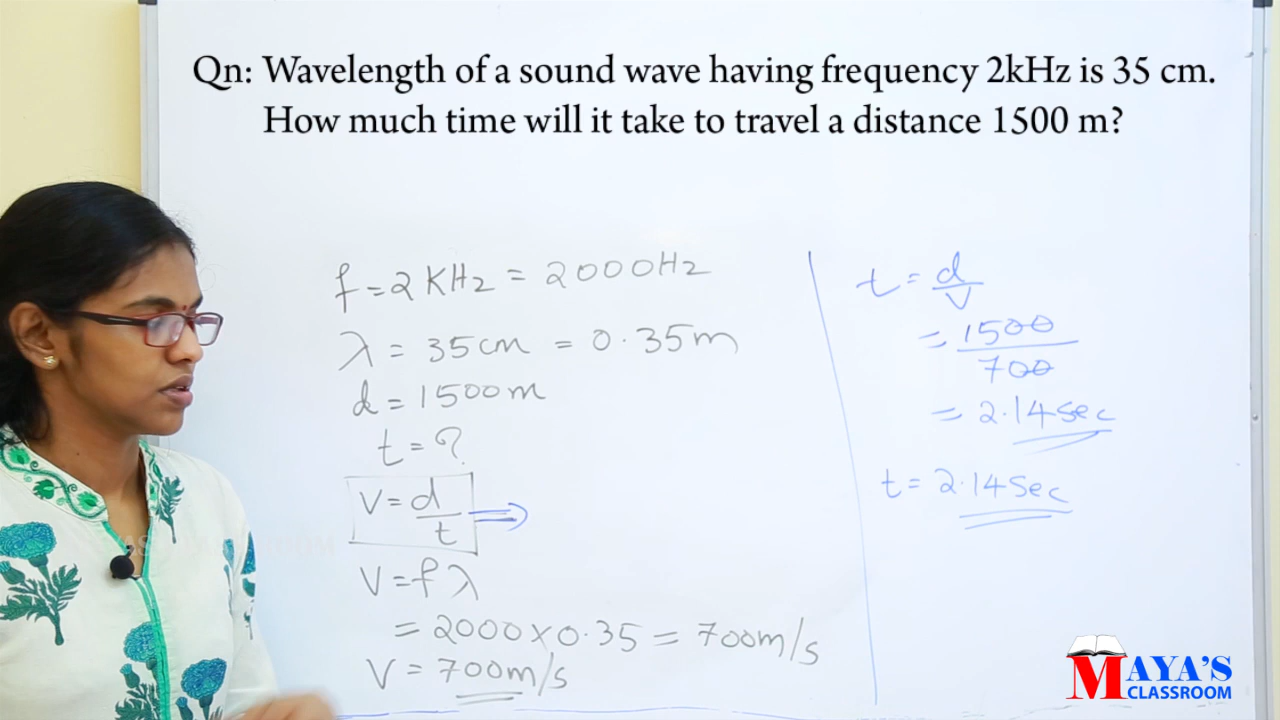 Qn: Wavelength of a sound wave having frequency 2kHz is 35 cm.
How much time will it take to travel a distance 1500 m?
f = 2 KHz = 2000Hz
λ = 35cm = 0.35m
d = 1500m
t = ?
V = d/t ⇒
V = f λ
= 2000 × 0.35 = 700m/s
V = 700m/s
t = d/V
= 1500/700
= 2.14sec
t = 2.14Sec
MAYA'S
CLASSROOM